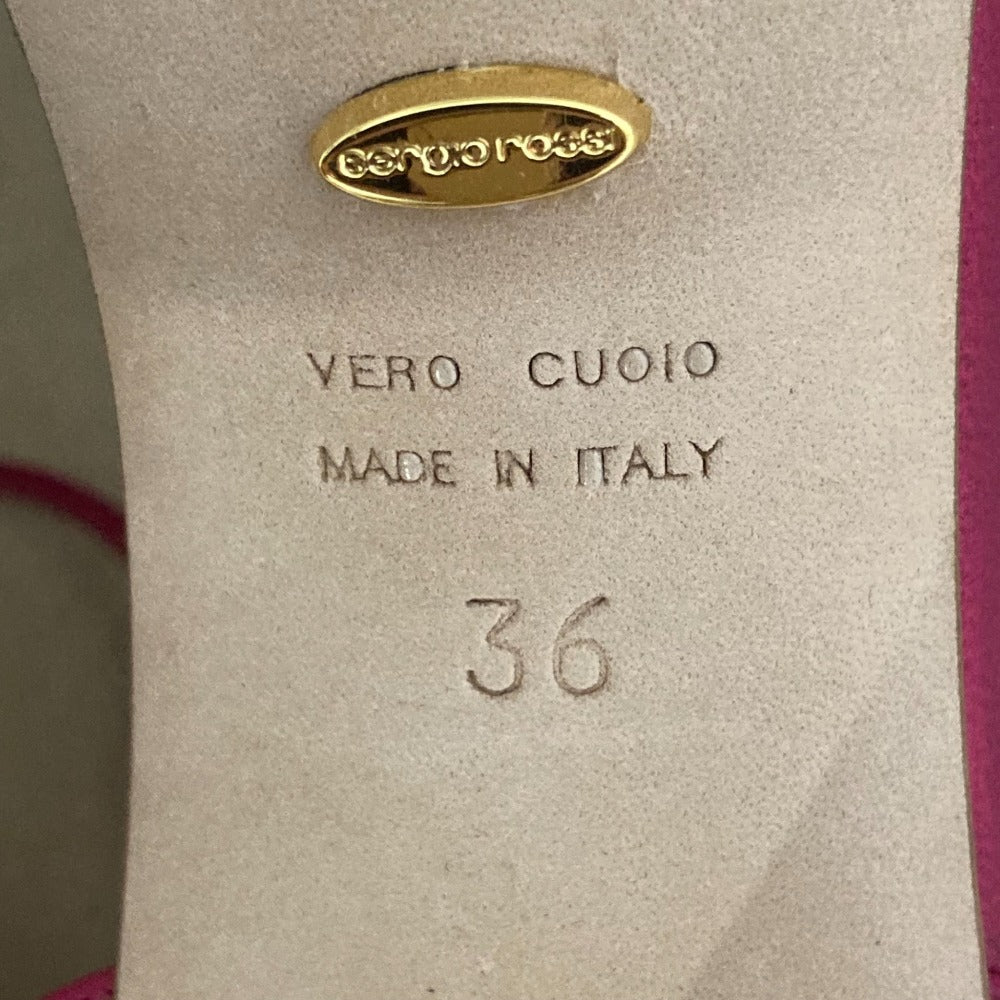 sergio rossi
VERO CUOIO
MADE IN ITALY
36